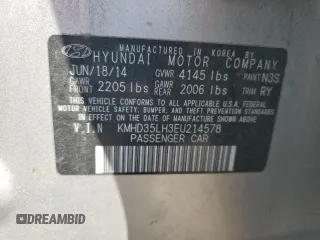 MANUFACTURED IN KOREA BY
HYUNDAI MOTOR COMPANY
JUN/18/14 GVWR 4145 lbs PAINT N3S
GAWR FRONT 2205 lbs GAWR REAR 2006 lbs TRIM RY
THIS VEHICLE CONFORMS TO ALL APPLICABLE FEDERAL MOTOR
VEHICLE SAFETY, BUMPER, AND THEFT PREVENTION
STANDARDS IN EFFECT ON THE DATE OF MANUFACTURE
SHOWN ABOVE.
V.I.N KMHD35LH3EU214578
PASSENGER CAR
DID.CARS